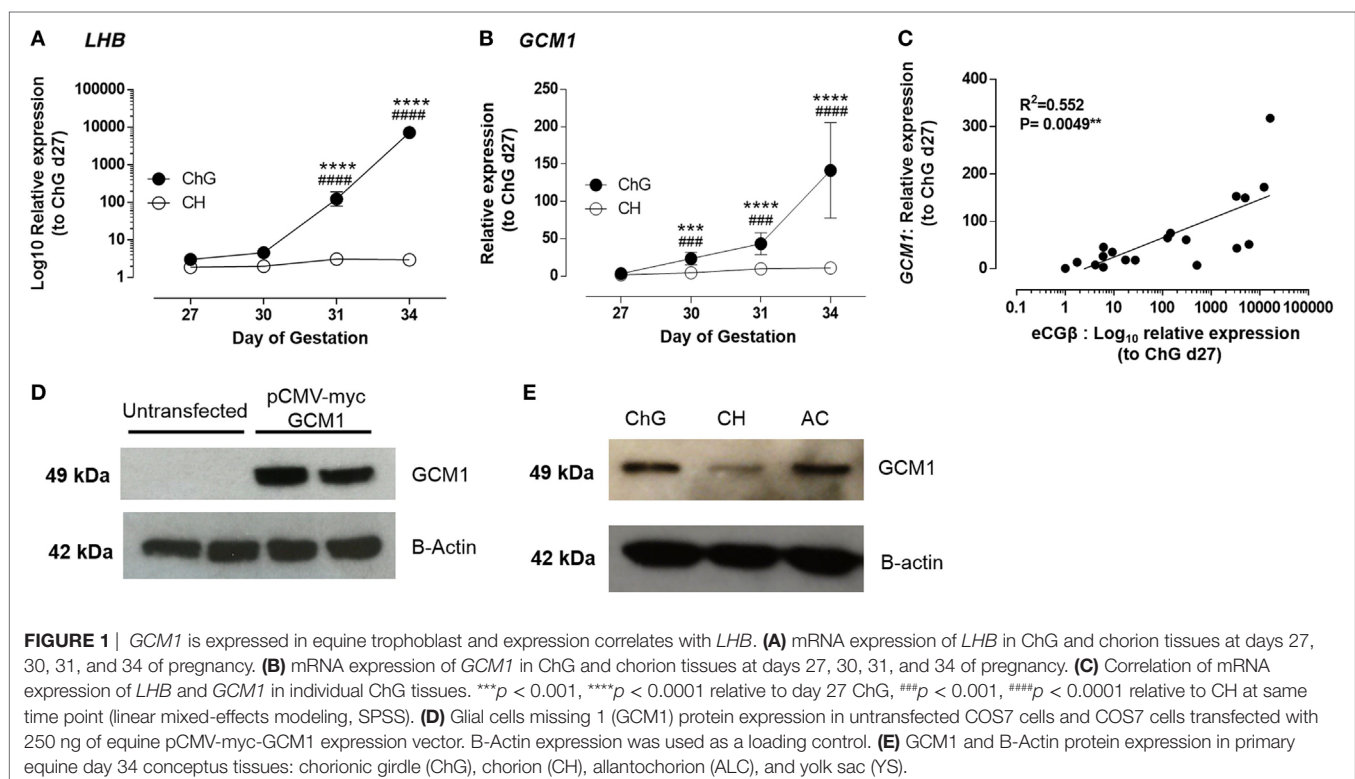 A LHB
Log10 Relative expression
(to ChG d27)
100000
10000
1000
100
10
1
****
####
****
####
ChG
CH
27 30 31 34
Day of Gestation
B GCM1
Relative expression
(to ChG d27)
250
200
150
100
50
0
****
####
****
###
***
###
ChG
CH
27 30 31 34
Day of Gestation
C
GCM1: Relative expression
(to ChG d27)
400
300
200
100
0
R²=0.552
P= 0.0049**
0.1 1 10 100 1000 10000 100000
eCGβ : Log₁₀ relative expression
(to ChG d27)
D
Untransfected
pCMV-myc
GCM1
49 kDa
GCM1
42 kDa
B-Actin
E
ChG CH AC
49 kDa
GCM1
42 kDa
B-actin
FIGURE 1 | GCM1 is expressed in equine trophoblast and expression correlates with LHB. (A) mRNA expression of LHB in ChG and chorion tissues at days 27,
30, 31, and 34 of pregnancy. (B) mRNA expression of GCM1 in ChG and chorion tissues at days 27, 30, 31, and 34 of pregnancy. (C) Correlation of mRNA
expression of LHB and GCM1 in individual ChG tissues. ***p < 0.001, ****p < 0.0001 relative to day 27 ChG, ###p < 0.001, ####p < 0.0001 relative to CH at same
time point (linear mixed-effects modeling, SPSS). (D) Glial cells missing 1 (GCM1) protein expression in untransfected COS7 cells and COS7 cells transfected with
250 ng of equine pCMV-myc-GCM1 expression vector. B-Actin expression was used as a loading control. (E) GCM1 and B-Actin protein expression in primary
equine day 34 conceptus tissues: chorionic girdle (ChG), chorion (CH), allantochorion (ALC), and yolk sac (YS).